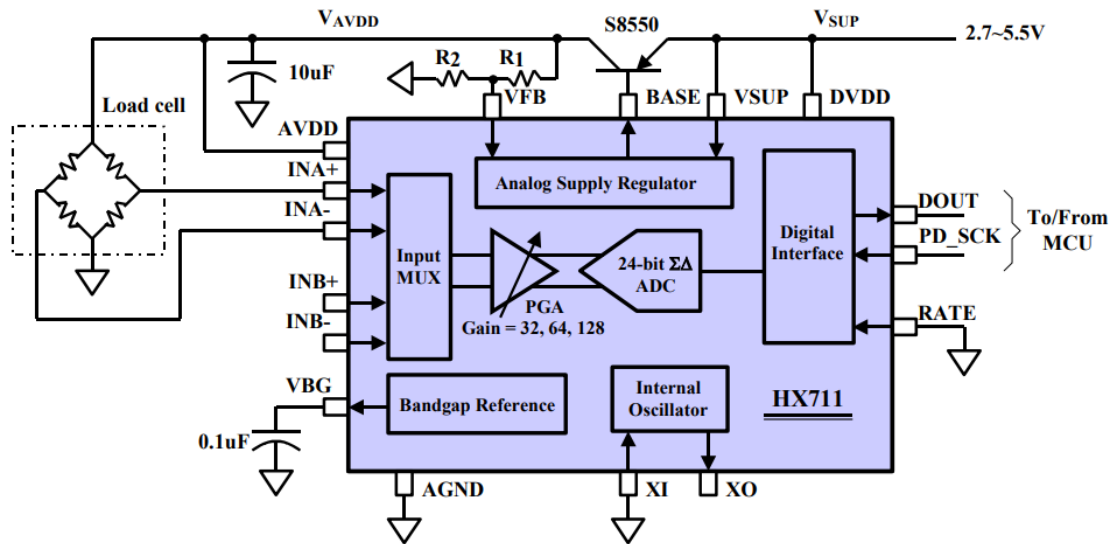 V_AVDD
S8550
V_SUP
2.7~5.5V
R2
R1
10uF
VFB
BASE
VSUP
DVDD
Load cell
AVDD
INA+
INA-
INB+
INB-
VBG
0.1uF
Analog Supply Regulator
Input
MUX
PGA
Gain = 32, 64, 128
24-bit ΣΔ
ADC
Digital
Interface
DOUT
PD_SCK
To/From
MCU
RATE
Bandgap Reference
Internal
Oscillator
HX711
AGND
XI
XO